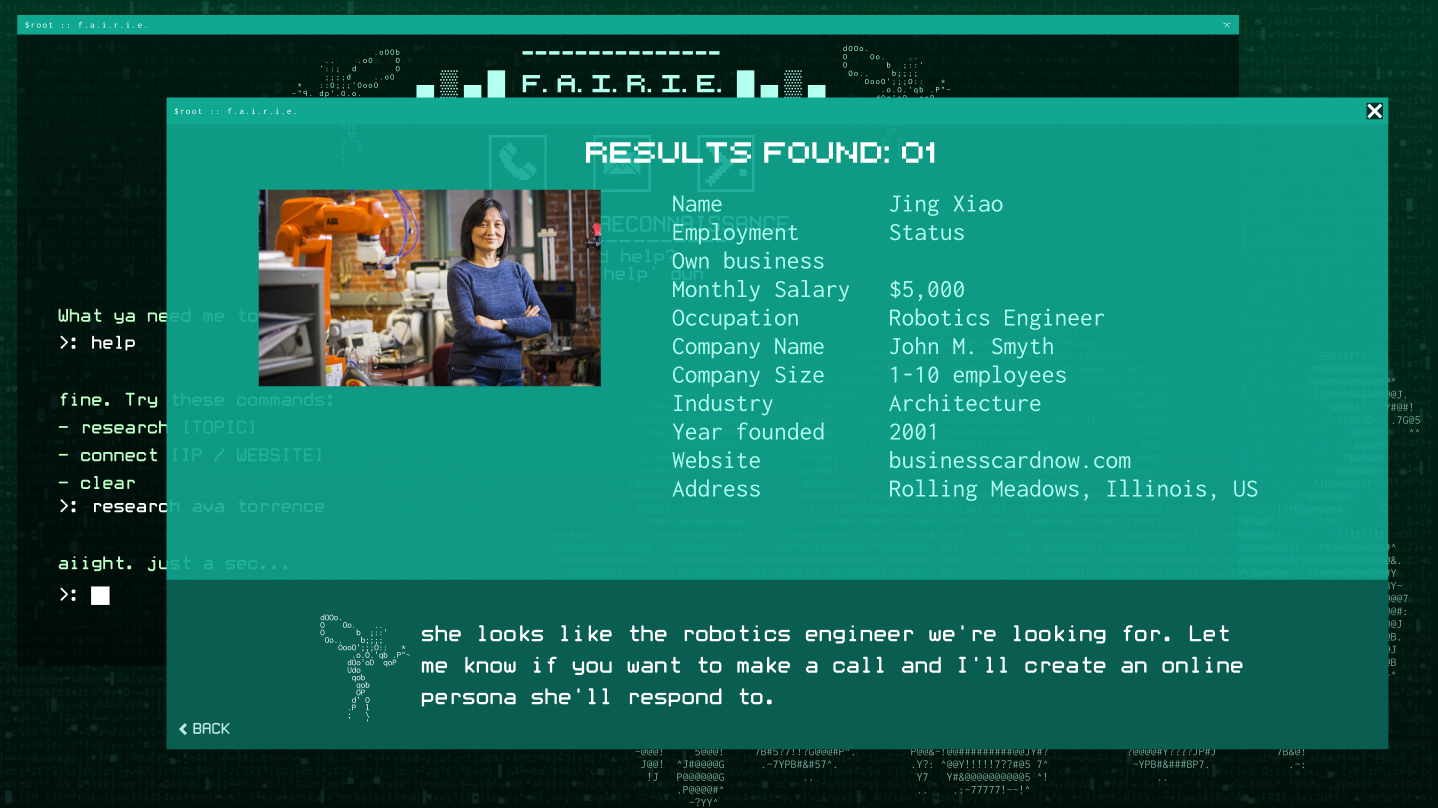 $root :: f.a.i.r.i.e.
F.A.I.R.I.E.
$root :: f.a.i.r.i.e.
RESULTS FOUND: 01
RECONNAISSANCE
help?
help' duh
ABB
Name Jing Xiao
Employment Status
Own business
Monthly Salary $5,000
Occupation Robotics Engineer
Company Name John M. Smyth
Company Size 1-10 employees
Industry Architecture
Year founded 2001
Website businesscardnow.com
Address Rolling Meadows, Illinois, US
What ya need me to
>: help
fine. Try these commands:
- research [TOPIC]
- connect [IP / WEBSITE]
- clear
>: research ava torrence
aiight. just a sec...
>:
she looks like the robotics engineer we're looking for. Let
me know if you want to make a call and I'll create an online
persona she'll respond to.
BACK